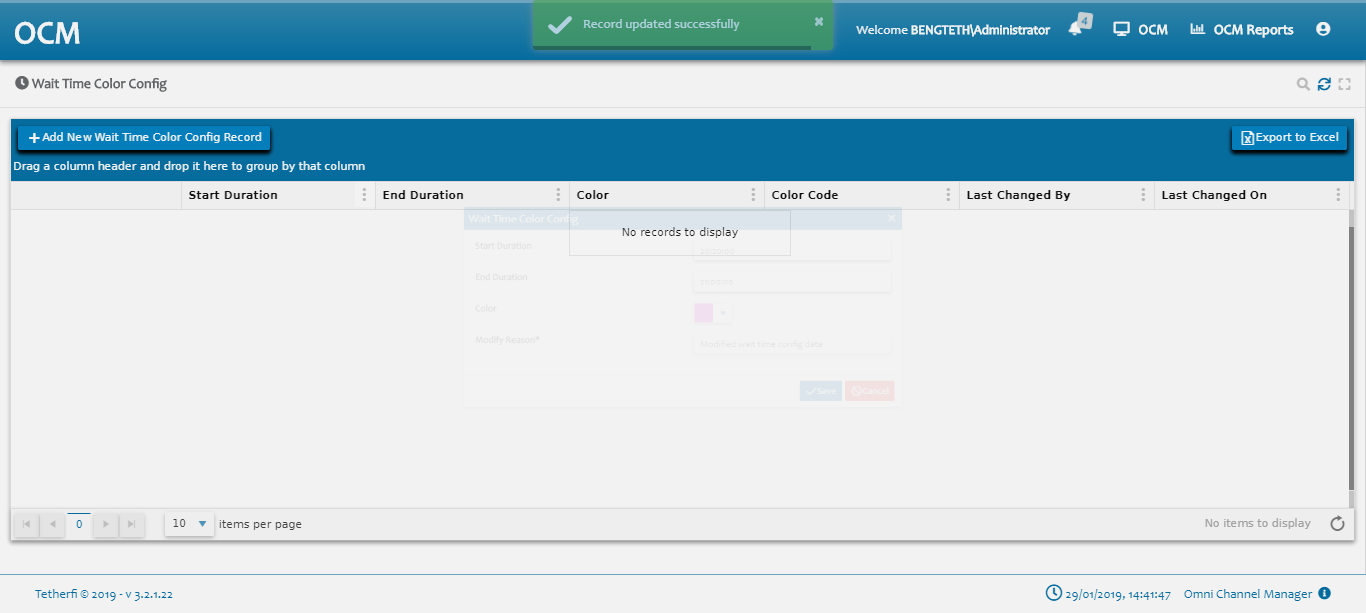 OCM
Record updated successfully
Welcome BENGTETH\Administrator
4
OCM
OCM Reports
Wait Time Color Config
Add New Wait Time Color Config Record
Export to Excel
Drag a column header and drop it here to group by that column
Start Duration
End Duration
Color
Color Code
Last Changed By
Last Changed On
Wait Time Color Config
No records to display
Start Duration
End Duration
Color
Modify Reason*
Modified wait time config data
Save
Cancel
0
10
items per page
No items to display
Tetherfi © 2019 - v 3.2.1.22
29/01/2019, 14:41:47
Omni Channel Manager